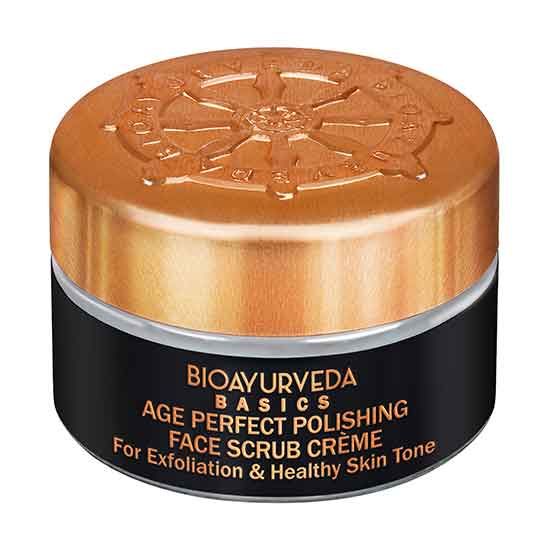 BIOAYURVEDA
BASICS
AGE PERFECT POLISHING
FACE SCRUB CRÈME
For Exfoliation & Healthy Skin Tone